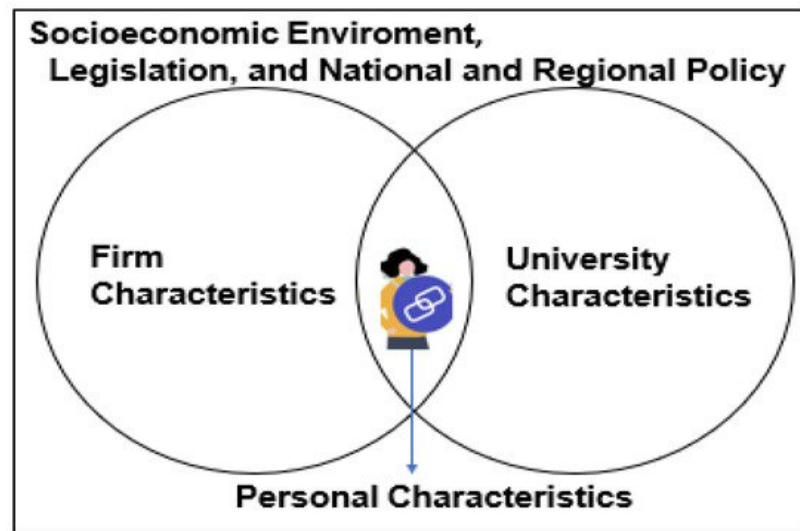 Socioeconomic Enviroment,
Legislation, and National and Regional Policy
Firm
Characteristics
University
Characteristics
Personal Characteristics